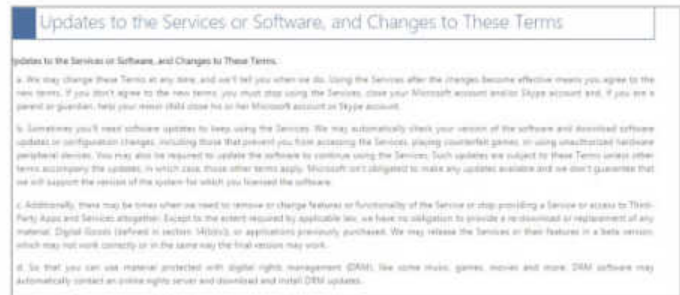 Updates to the Services or Software, and Changes to These Terms
pdates to the Services or Software, and Changes to These Terms.
a. We may change these Terms at any time, and we'll tell you when we do. Using the Services after the changes become effective means you agree to the
new terms. If you don't agree to the new terms, you must stop using the Services, close your Microsoft account and/or Skype account and, if you are a
parent or guardian, help your minor child close his or her Microsoft account or Skype account.
b. Sometimes you'll need software updates to keep using the Services. We may automatically check your version of the software and download software
updates or configuration changes, including those that prevent you from accessing the Services, playing counterfeit games, or using unauthorized hardware
peripheral devices. You may also be required to update the software to continue using the Services. Such updates are subject to these Terms unless other
terms accompany the updates, in which case, those other terms apply. Microsoft isn't obligated to make any updates available and we don't guarantee that
we will support the version of the system for which you licensed the software.
c. Additionally, there may be times when we need to remove or change features or functionality of the Service or stop providing a Service or access to Third-
Party Apps and Services altogether. Except to the extent required by applicable law, we have no obligation to provide a re-download or replacement of any
material, Digital Goods (defined in section 14(b)(v)), or applications previously purchased. We may release the Services or their features in a beta version,
which may not work correctly or in the same way the final version may work.
d. So that you can use material protected with digital rights management (DRM), like some music, games, movies and more, DRM software may
automatically contact an online rights server and download and install DRM updates.